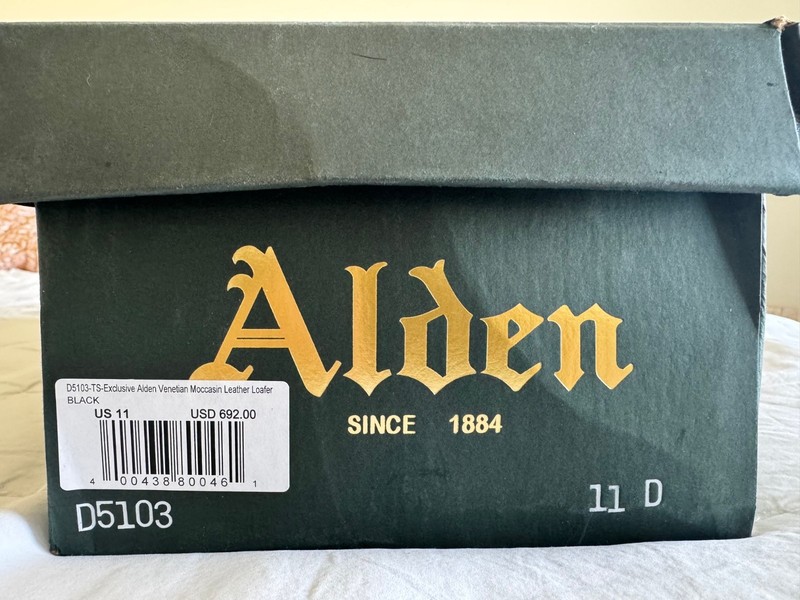 Alden
SINCE 1884
D5103-TS-Exclusive Alden Venetian Moccasin Leather Loafer
BLACK
US 11 USD 692.00
4 00438 80046 1
D5103
11 D